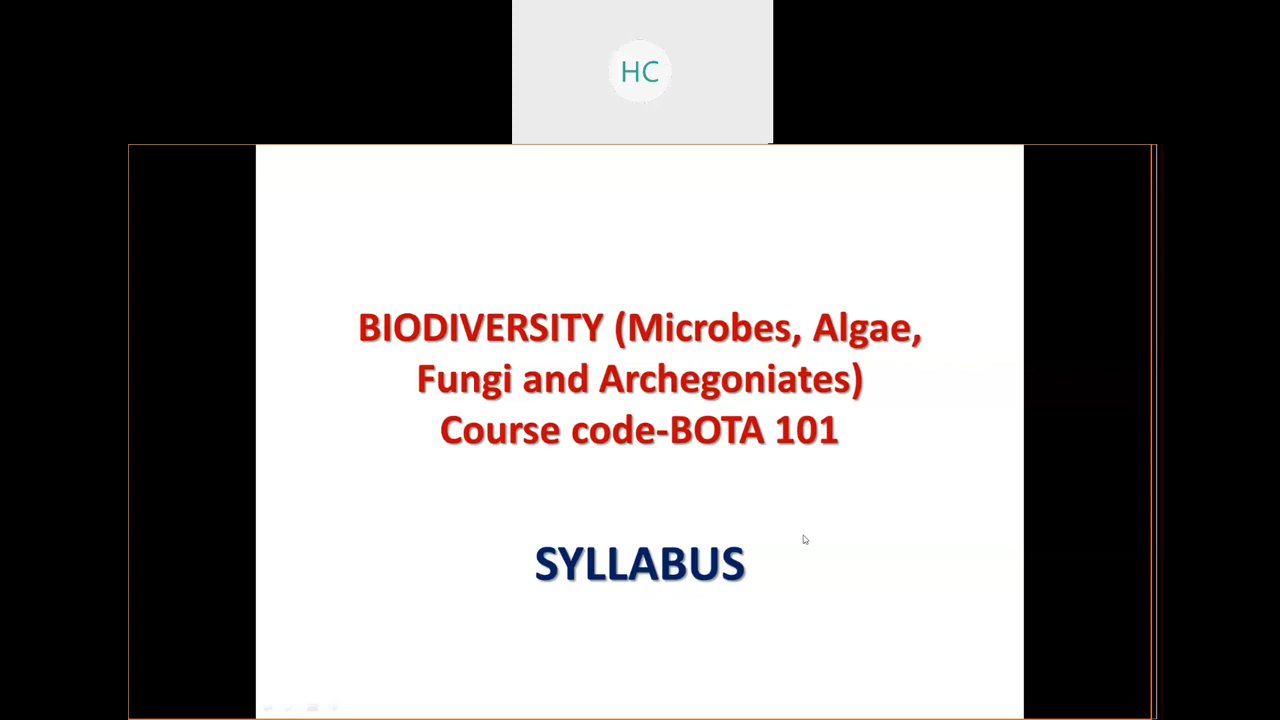 HC
BIODIVERSITY (Microbes, Algae,
Fungi and Archegoniates)
Course code-BOTA 101
SYLLABUS